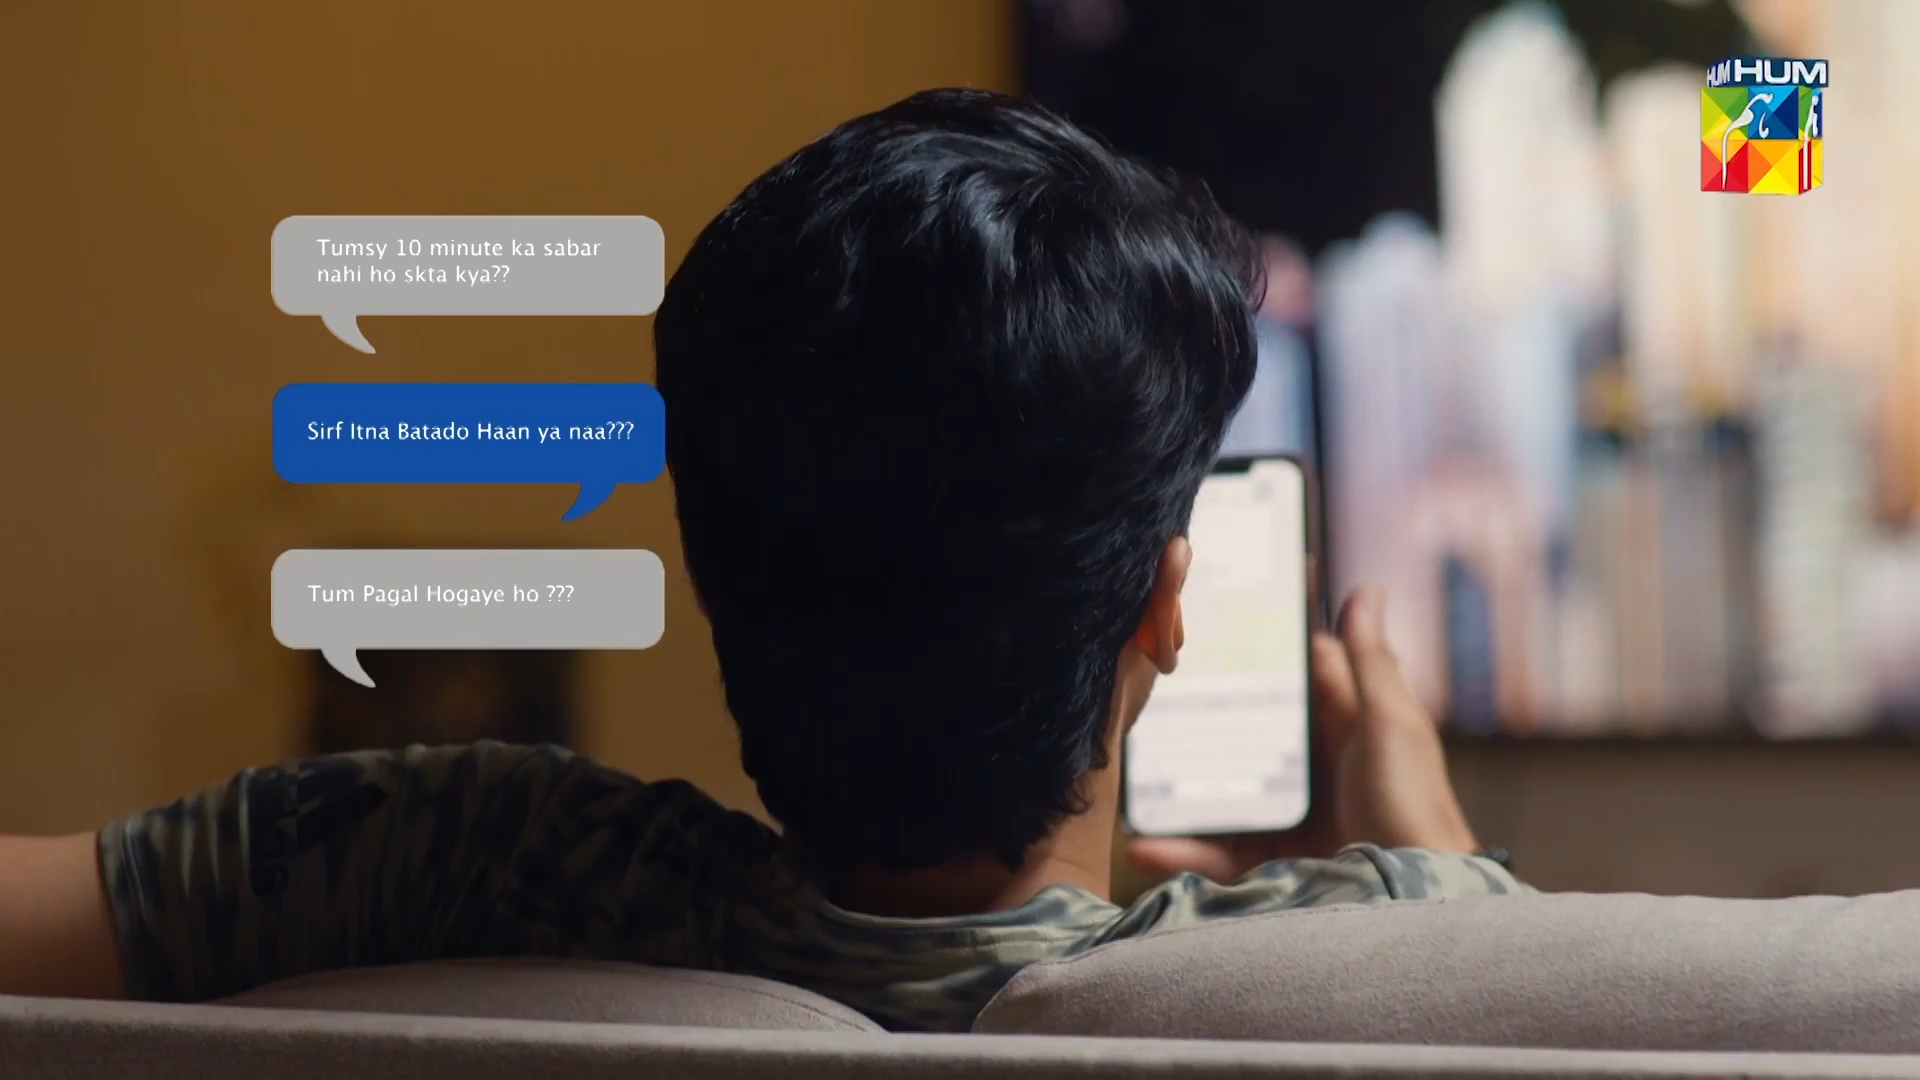 HUM HUM
Tumsy 10 minute ka sabar
nahi ho skta kya??
Sirf Itna Batado Haan ya naa???
Tum Pagal Hogaye ho ???